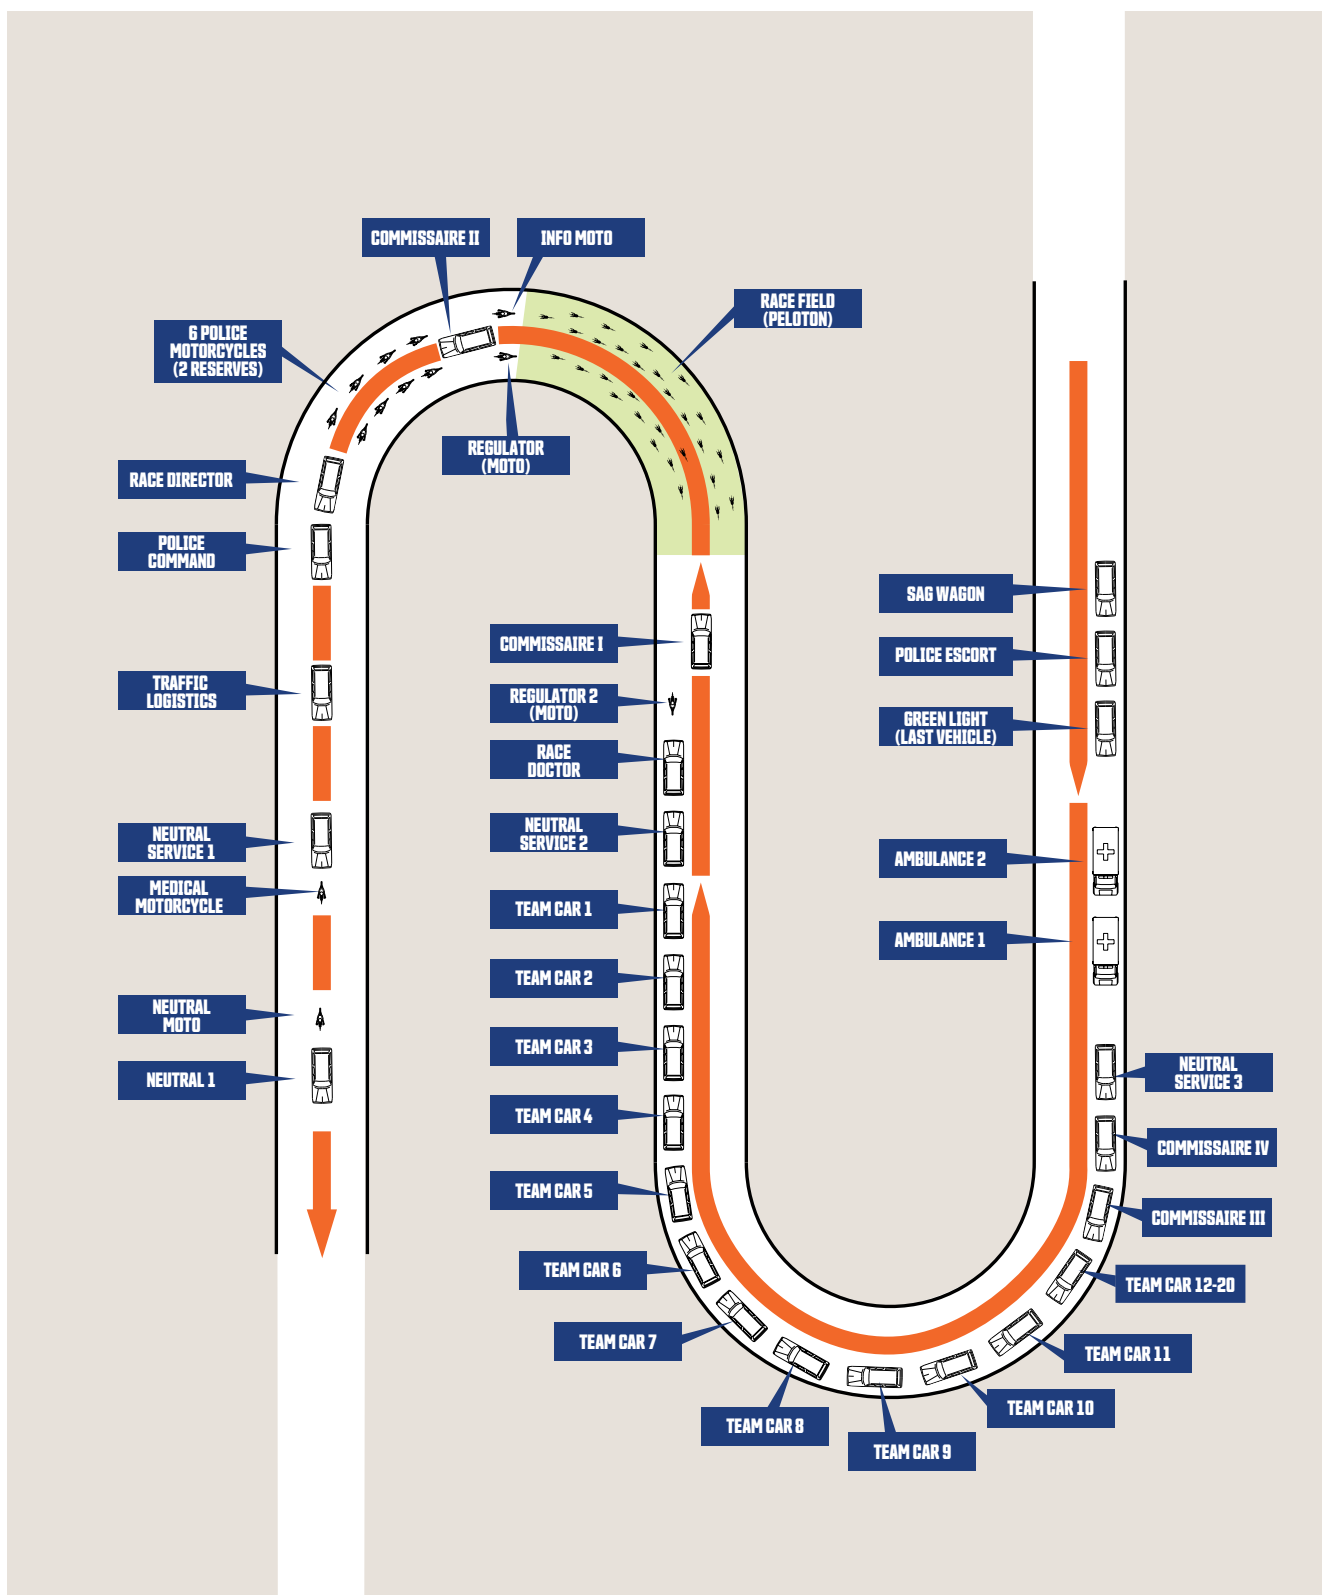 COMMISSAIRE II
INFO MOTO
RACE FIELD
(PELOTON)
6 POLICE
MOTORCYCLES
(2 RESERVES)
REGULATOR
(MOTO)
RACE DIRECTOR
POLICE
COMMAND
TRAFFIC
LOGISTICS
NEUTRAL
SERVICE 1
MEDICAL
MOTORCYCLE
NEUTRAL
MOTO
NEUTRAL 1
COMMISSAIRE I
REGULATOR 2
(MOTO)
RACE
DOCTOR
NEUTRAL
SERVICE 2
TEAM CAR 1
TEAM CAR 2
TEAM CAR 3
TEAM CAR 4
TEAM CAR 5
TEAM CAR 6
TEAM CAR 7
TEAM CAR 8
TEAM CAR 9
TEAM CAR 10
TEAM CAR 11
TEAM CAR 12-20
COMMISSAIRE III
COMMISSAIRE IV
NEUTRAL
SERVICE 3
AMBULANCE 1
AMBULANCE 2
GREEN LIGHT
(LAST VEHICLE)
POLICE ESCORT
SAG WAGON